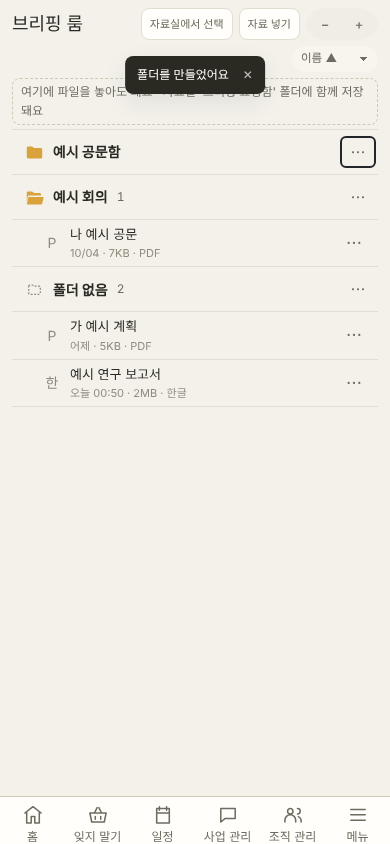 브리핑 룸
자료실에서 선택
자료 넣기
− +
이름 ▲
폴더를 만들었어요 ×
여기에 파일을 놓아도
폴더에 함께 저장
돼요
예시 공문함 ···
예시 회의 1 ···
P 나 예시 공문 ···
10/04 · 7KB · PDF
폴더 없음 2 ···
P 가 예시 계획 ···
어제 · 5KB · PDF
한 예시 연구 보고서 ···
오늘 00:50 · 2MB · 한글
홈 잊지 말기 일정 사업 관리 조직 관리 메뉴